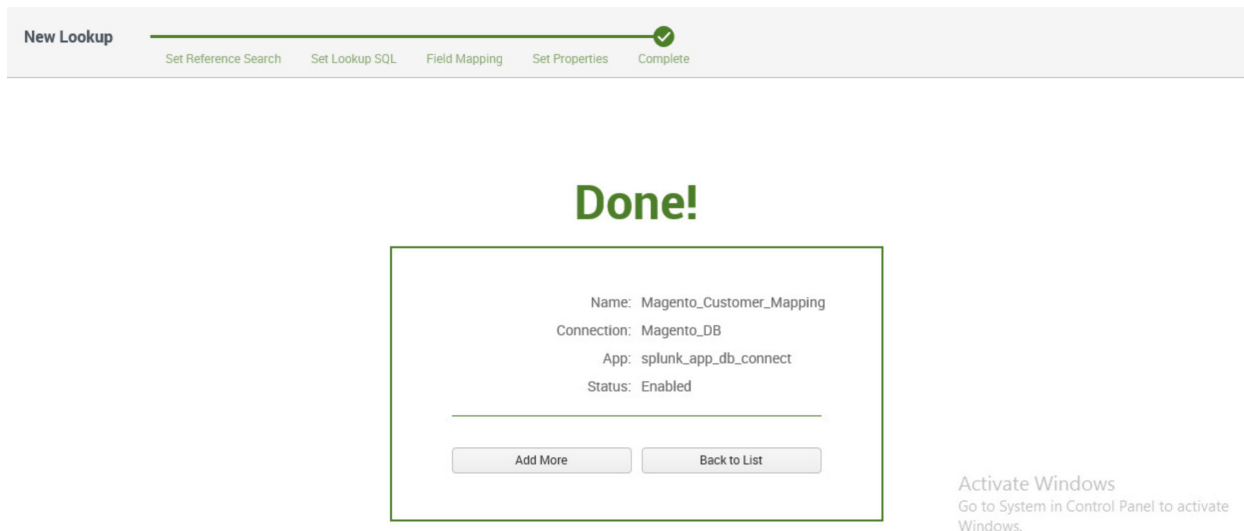 New Lookup
Set Reference Search Set Lookup SQL Field Mapping Set Properties Complete
Done!
Name: Magento_Customer_Mapping
Connection: Magento_DB
App: splunk_app_db_connect
Status: Enabled
Add More Back to List
Activate Windows
Go to System in Control Panel to activate
Windows.